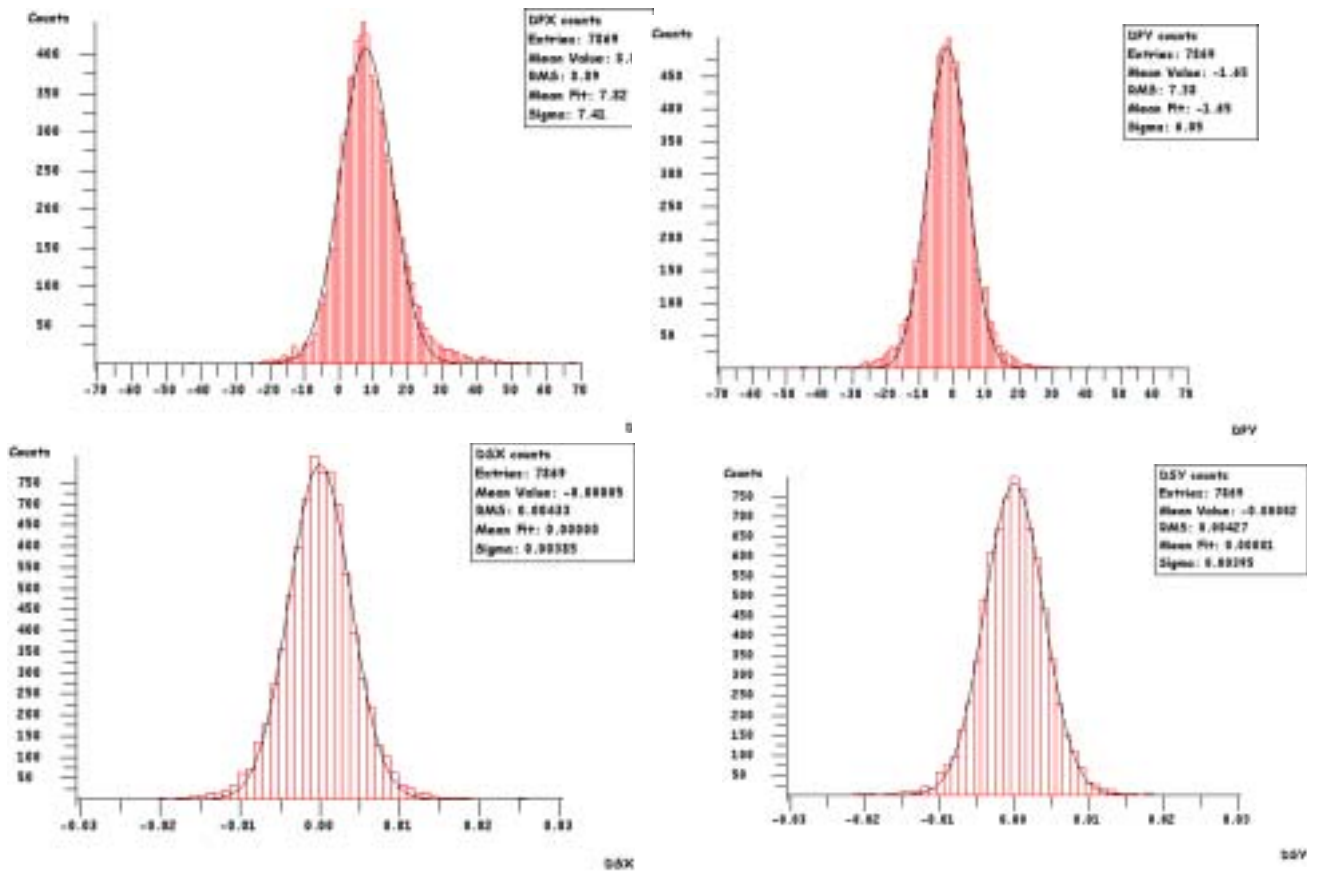 Counts
DPX counts
Entries: 7869
Mean Value: 8.
RMS: 8.89
Mean Fit: 7.82
Sigma: 7.41
400
350
300
250
200
150
100
50
-70 -60 -50 -40 -30 -20 -10 0 10 20 30 40 50 60 70
Counts
DPY counts
Entries: 7869
Mean Value: -1.65
RMS: 7.30
Mean Fit: -1.69
Sigma: 6.05
450
400
350
300
250
200
150
100
50
-70 -60 -50 -40 -30 -20 -10 0 10 20 30 40 50 60 70
DPY
Counts
DSX counts
Entries: 7869
Mean Value: -0.00005
RMS: 0.00433
Mean Fit: 0.00000
Sigma: 0.00385
750
700
650
600
550
500
450
400
350
300
250
200
150
100
50
-0.03 -0.02 -0.01 0.00 0.01 0.02 0.03
DSX
Counts
DSY counts
Entries: 7869
Mean Value: -0.00002
RMS: 0.00427
Mean Fit: 0.00001
Sigma: 0.00395
750
700
650
600
550
500
450
400
350
300
250
200
150
100
50
-0.03 -0.02 -0.01 0.00 0.01 0.02 0.03
DSY